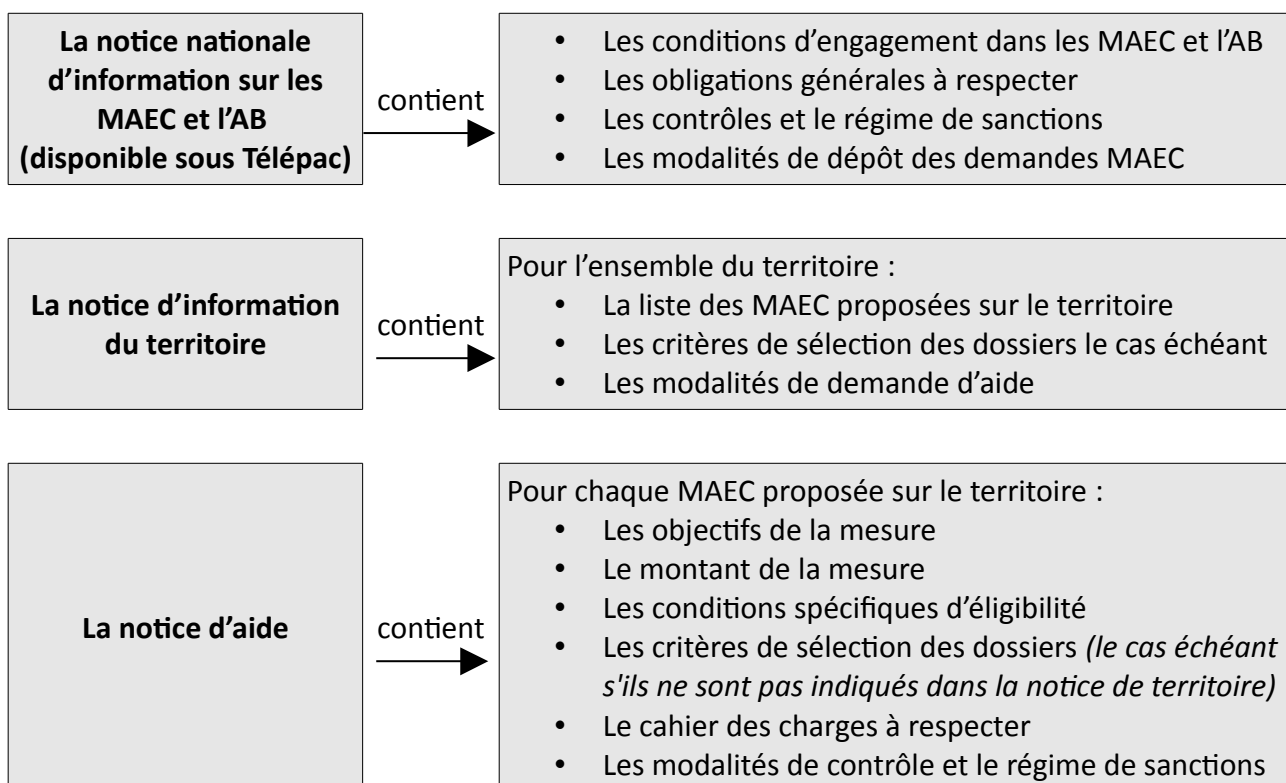 La notice nationale
d’information sur les
MAEC et l’AB
(disponible sous Télépac)
contient
• Les conditions d’engagement dans les MAEC et l’AB
• Les obligations générales à respecter
• Les contrôles et le régime de sanctions
• Les modalités de dépôt des demandes MAEC
La notice d’information
du territoire
contient
Pour l’ensemble du territoire :
• La liste des MAEC proposées sur le territoire
• Les critères de sélection des dossiers le cas échéant
• Les modalités de demande d’aide
La notice d’aide
contient
Pour chaque MAEC proposée sur le territoire :
• Les objectifs de la mesure
• Le montant de la mesure
• Les conditions spécifiques d’éligibilité
• Les critères de sélection des dossiers (le cas échéant
s'ils ne sont pas indiqués dans la notice de territoire)
• Le cahier des charges à respecter
• Les modalités de contrôle et le régime de sanctions